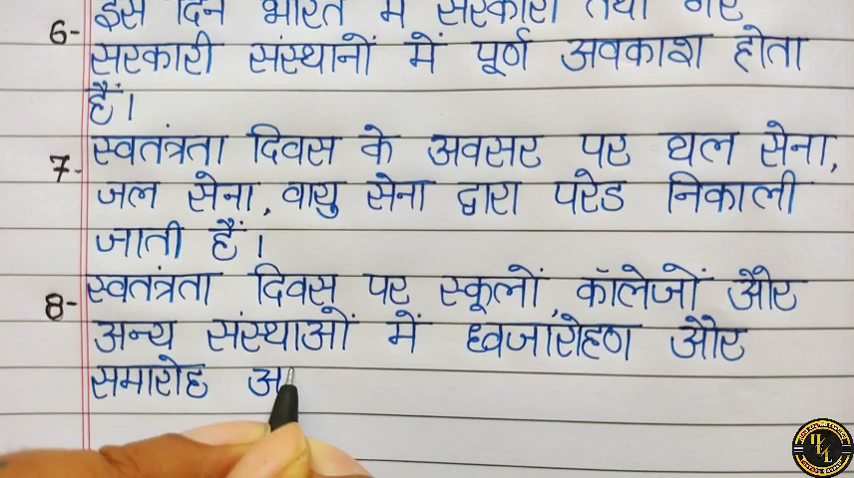 6- इस दिन भारत में सरकारी तथा गैर
सरकारी संस्थानों में पूर्ण अवकाश होता
हैं।
7- स्वतंत्रता दिवस के अवसर पर थल सेना,
जल सेना, वायु सेना द्वारा परेड निकाली
जाती हैं।
8- स्वतंत्रता दिवस पर स्कूलों, कॉलेजों और
अन्य संस्थाओं में ध्वजारोहण और
समारोह अ